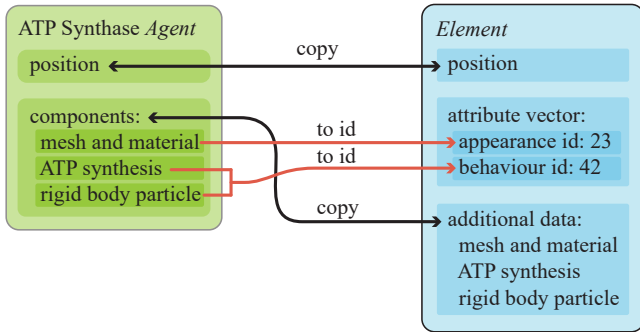 ATP Synthase Agent
position
components:
mesh and material
ATP synthesis
rigid body particle
copy
to id
to id
copy
Element
position
attribute vector:
appearance id: 23
behaviour id: 42
additional data:
mesh and material
ATP synthesis
rigid body particle